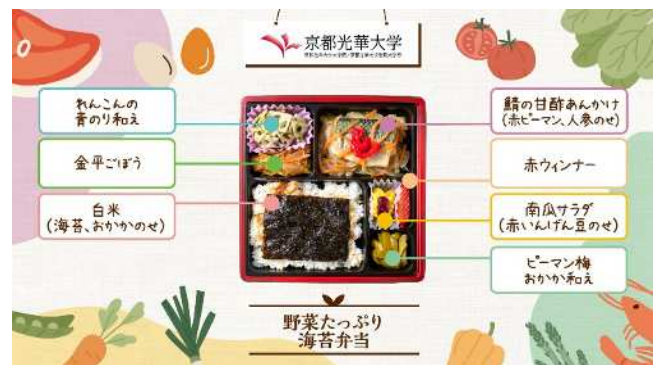 京都光華大学
れんこんの
青のり和え
金平ごぼう
白米
(海苔、おかかのせ)
鯖の甘酢あんかけ
(赤ピーマン、人参のせ)
赤ウィンナー
南瓜サラダ
(赤いんげん豆のせ)
ピーマン梅
おかか和え
野菜たっぷり
海苔弁当